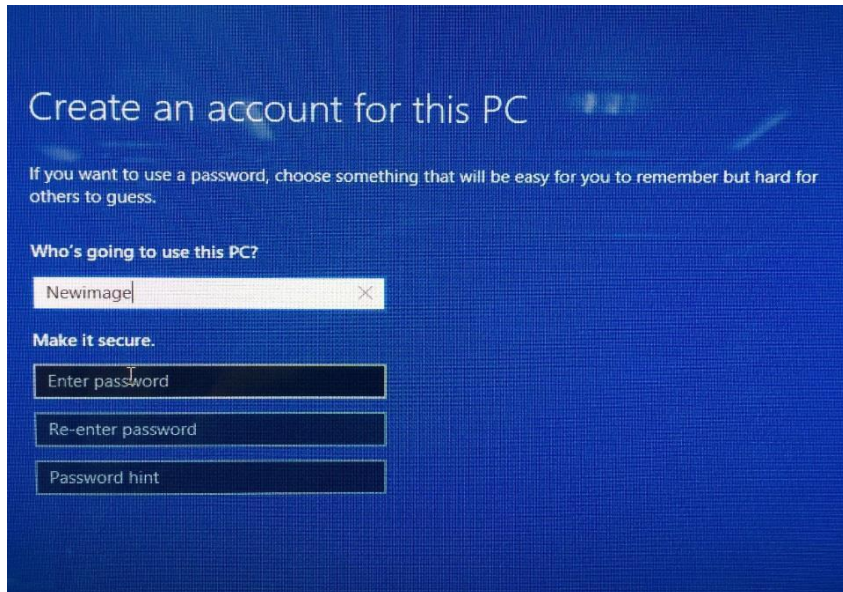 Create an account for this PC
If you want to use a password, choose something that will be easy for you to remember but hard for
others to guess.
Who's going to use this PC?
Newimage
Make it secure.
Enter password
Re-enter password
Password hint